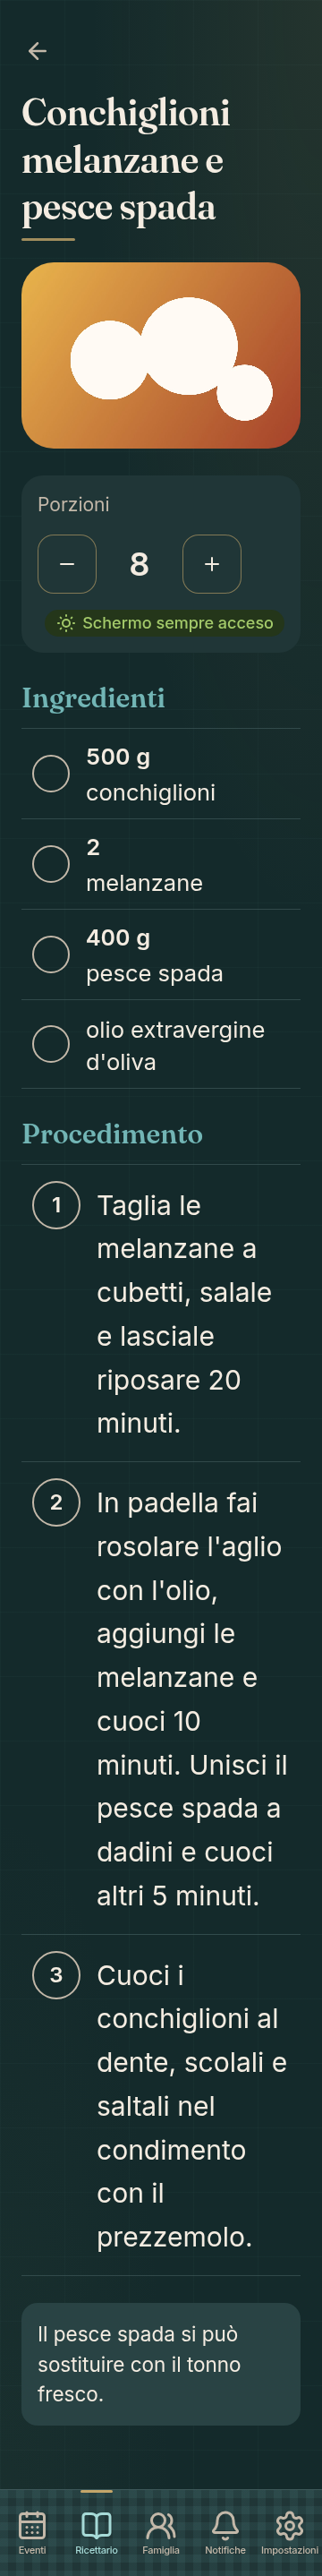 Conchiglioni
melanzane e
pesce spada
Porzioni
8
Schermo sempre acceso
Ingredienti
500 g
conchiglioni
2
melanzane
400 g
pesce spada
olio extravergine
d'oliva
Procedimento
1
Taglia le
melanzane a
cubetti, salale
e lasciale
riposare 20
minuti.
2
In padella fai
rosolare l'aglio
con l'olio,
aggiungi le
melanzane e
cuoci 10
minuti. Unisci il
pesce spada a
dadini e cuoci
altri 5 minuti.
3
Cuoci i
conchiglioni al
dente, scolali e
saltali nel
condimento
con il
prezzemolo.
Il pesce spada si può
sostituire con il tonno
fresco.
Eventi Ricettario Famiglia Notifiche Impostazioni